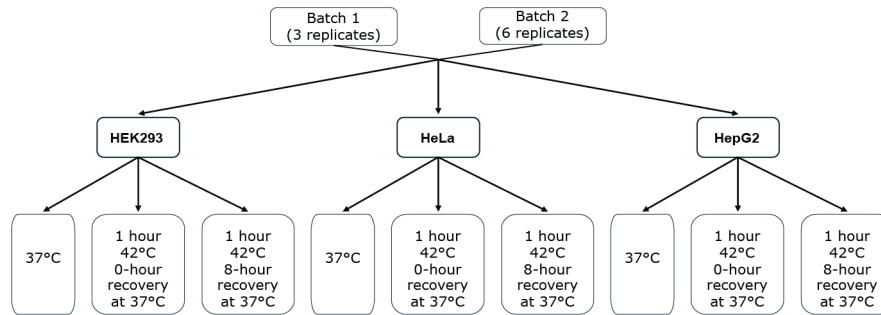 Batch 1
(3 replicates)
Batch 2
(6 replicates)
HEK293
HeLa
HepG2
37°C
1 hour
42°C
0-hour
recovery
at 37°C
1 hour
42°C
8-hour
recovery
at 37°C
37°C
1 hour
42°C
0-hour
recovery
at 37°C
1 hour
42°C
8-hour
recovery
at 37°C
37°C
1 hour
42°C
0-hour
recovery
at 37°C
1 hour
42°C
8-hour
recovery
at 37°C